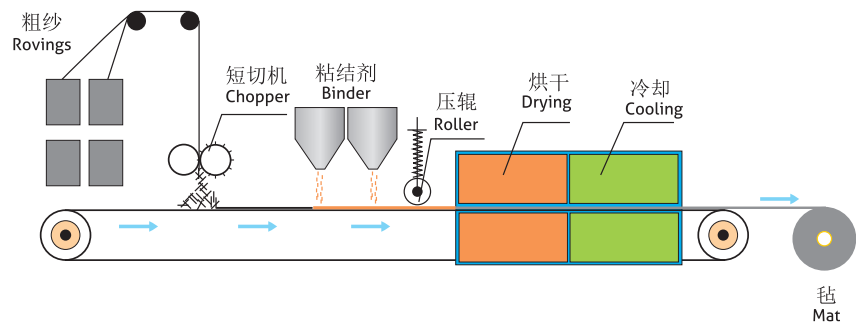 粗纱
Rovings
短切机
Chopper
粘结剂
Binder
压辊
Roller
烘干
Drying
冷却
Cooling
毡
Mat